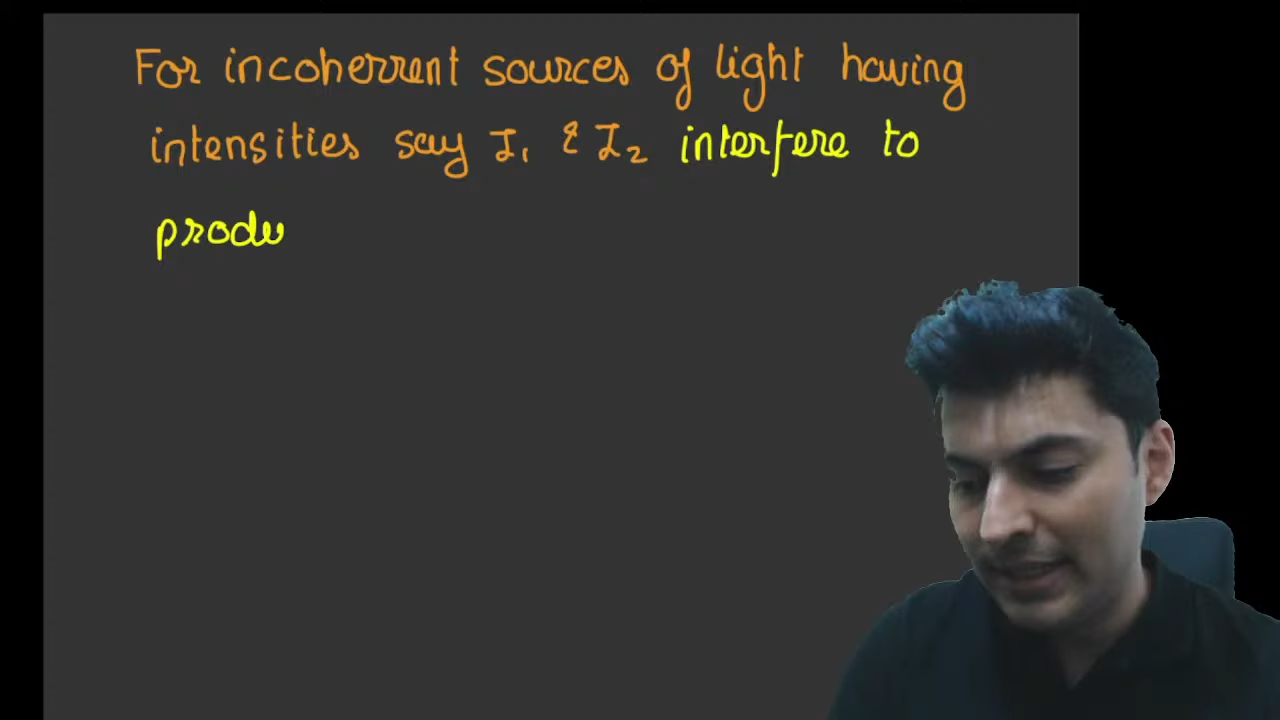 For incoherrent sources of light having
intensities say I₁ & I₂ interfere to
produ